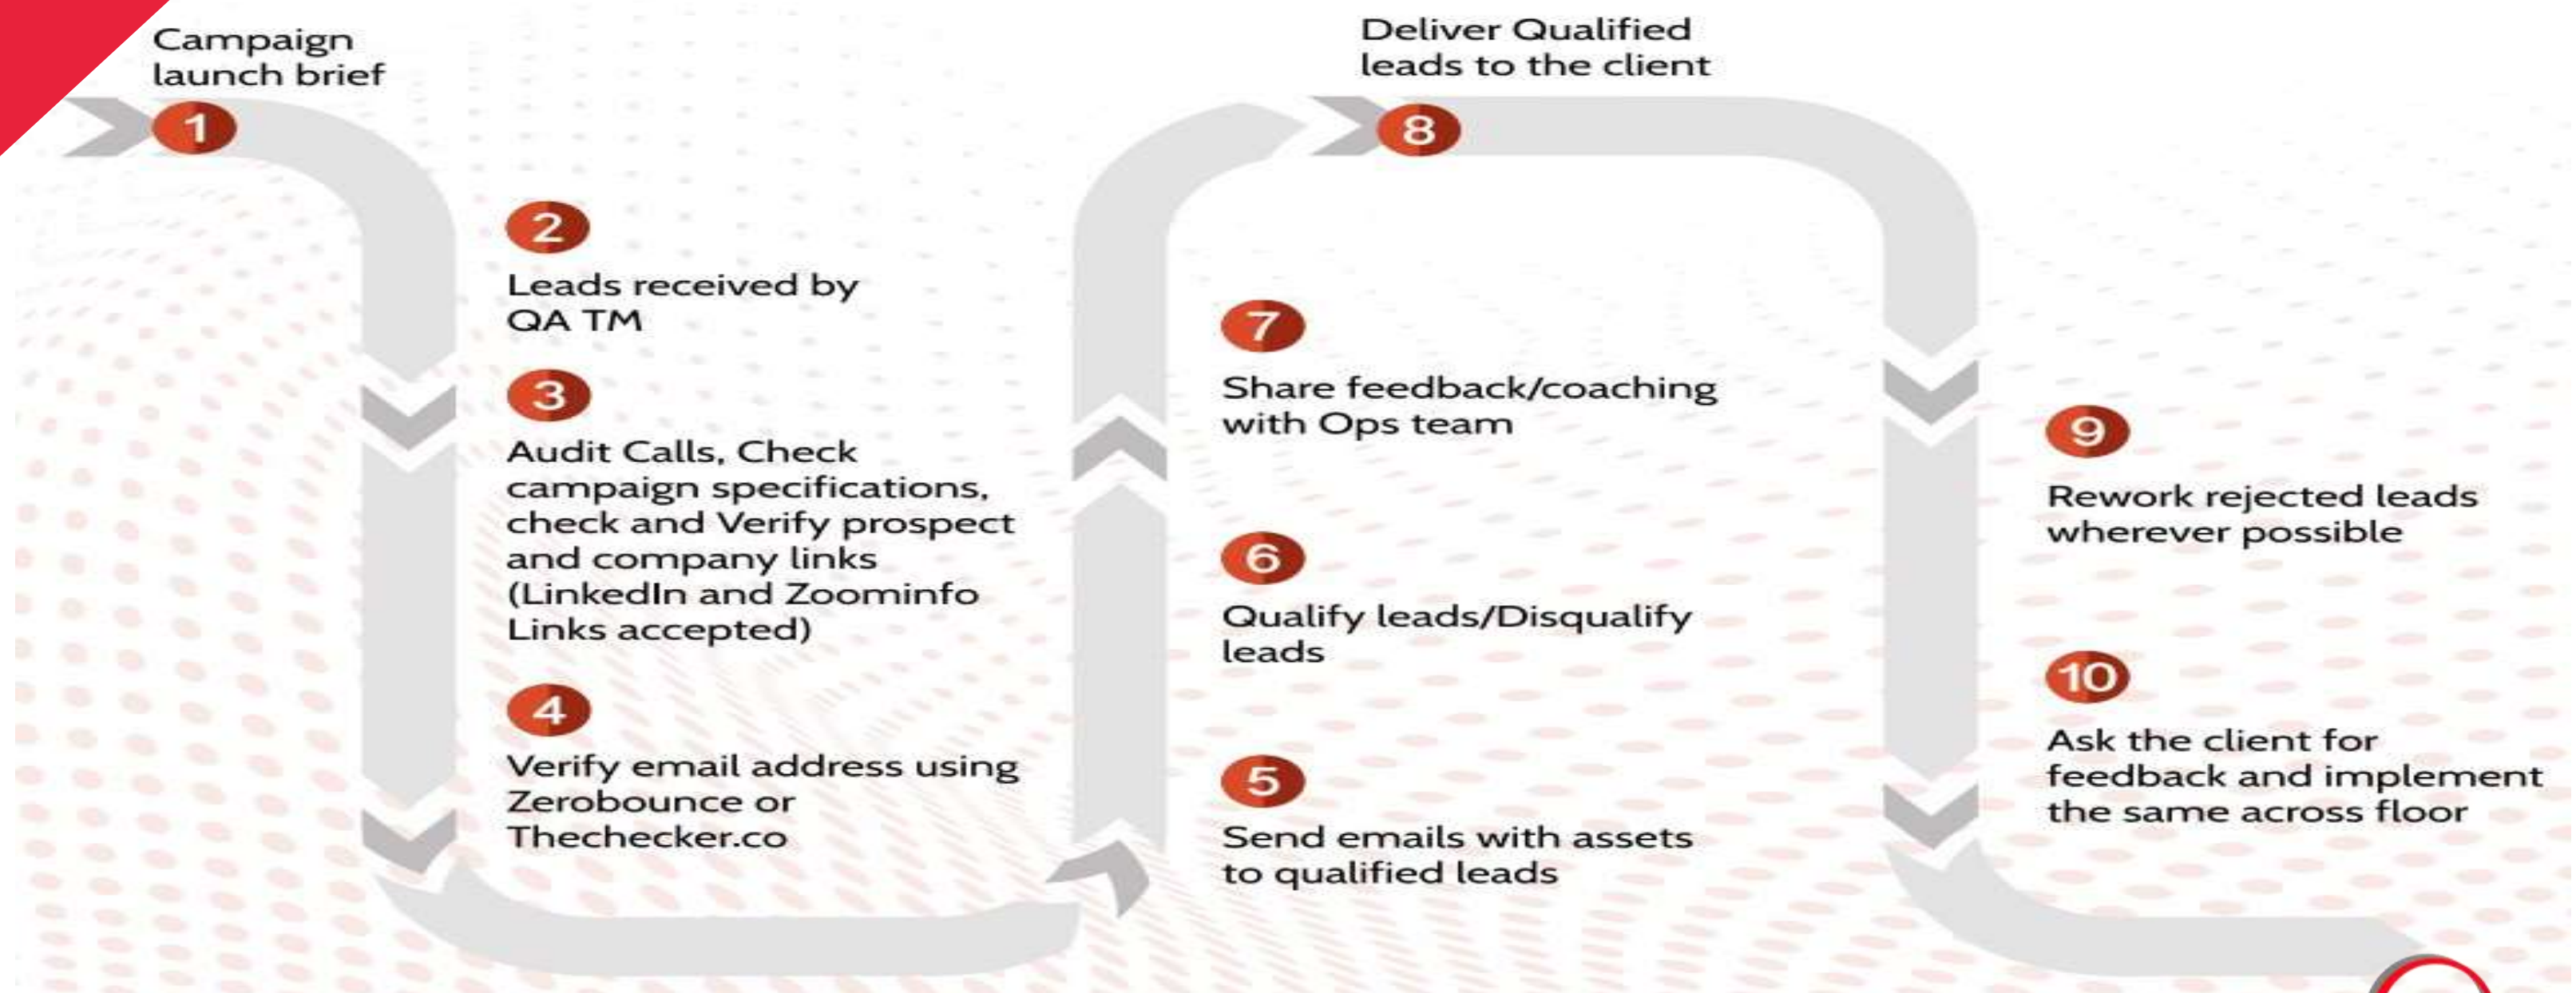 Campaign
launch brief
1
2
Leads received by
QA TM
3
Audit Calls, Check
campaign specifications,
check and Verify prospect
and company links
(LinkedIn and Zoominfo
Links accepted)
4
Verify email address using
Zerobounce or
Thechecker.co
5
Send emails with assets
to qualified leads
6
Qualify leads/Disqualify
leads
7
Share feedback/coaching
with Ops team
Deliver Qualified
leads to the client
8
9
Rework rejected leads
wherever possible
10
Ask the client for
feedback and implement
the same across floor